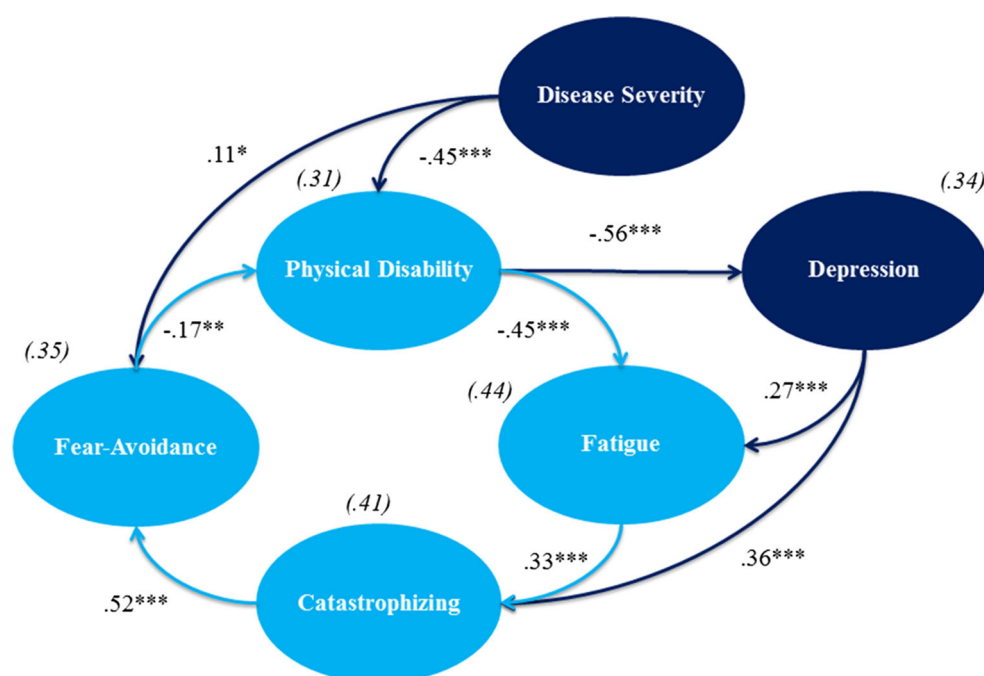 Disease Severity
.11*
-.45***
(.31)
(.34)
-.56***
Physical Disability
Depression
-.17**
-.45***
(.35)
(.44)
.27***
Fear-Avoidance
Fatigue
(.41)
.33***
.36***
.52***
Catastrophizing